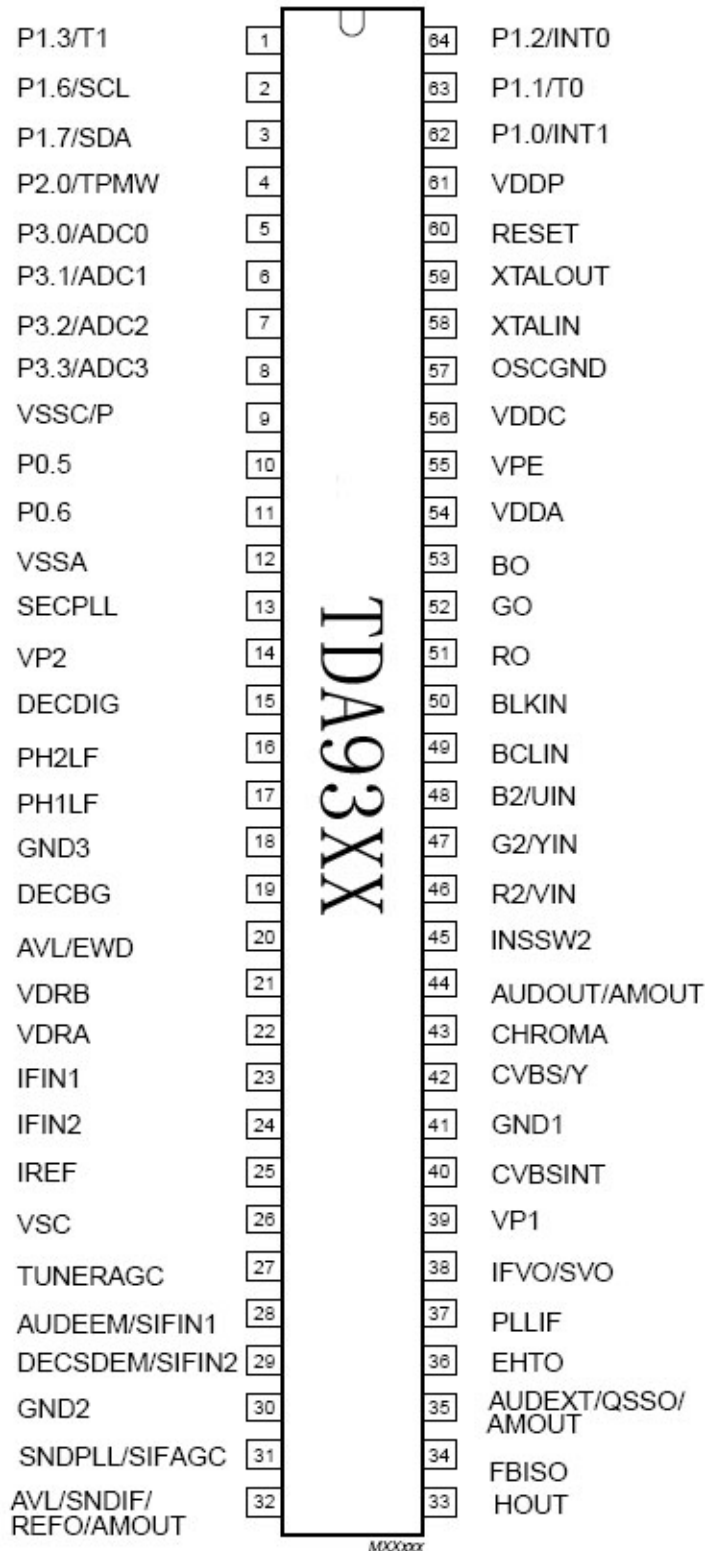 P1.3/T1 1 64 P1.2/INT0
P1.6/SCL 2 63 P1.1/T0
P1.7/SDA 3 62 P1.0/INT1
P2.0/TPMW 4 61 VDDP
P3.0/ADC0 5 60 RESET
P3.1/ADC1 6 59 XTALOUT
P3.2/ADC2 7 58 XTALIN
P3.3/ADC3 8 57 OSCGND
VSSC/P 9 56 VDDC
P0.5 10 55 VPE
P0.6 11 54 VDDA
VSSA 12 53 BO
SECPLL 13 52 GO
VP2 14 51 RO
DECDIG 15 50 BLKIN
PH2LF 16 49 BCLIN
PH1LF 17 48 B2/UIN
GND3 18 47 G2/YIN
DECBG 19 46 R2/VIN
AVL/EWD 20 45 INSSW2
VDRB 21 44 AUDOUT/AMOUT
VDRA 22 43 CHROMA
IFIN1 23 42 CVBS/Y
IFIN2 24 41 GND1
IREF 25 40 CVBSINT
VSC 26 39 VP1
TUNERAGC 27 38 IFVO/SVO
AUDEEM/SIFIN1 28 37 PLLIF
DECSDEM/SIFIN2 29 36 EHTO
GND2 30 35 AUDEXT/QSSO/
AMOUT
SNDPLL/SIFAGC 31 34 FBISO
AVL/SNDIF/ 32 33 HOUT
REFO/AMOUT
TDA93XX
MXXxxx